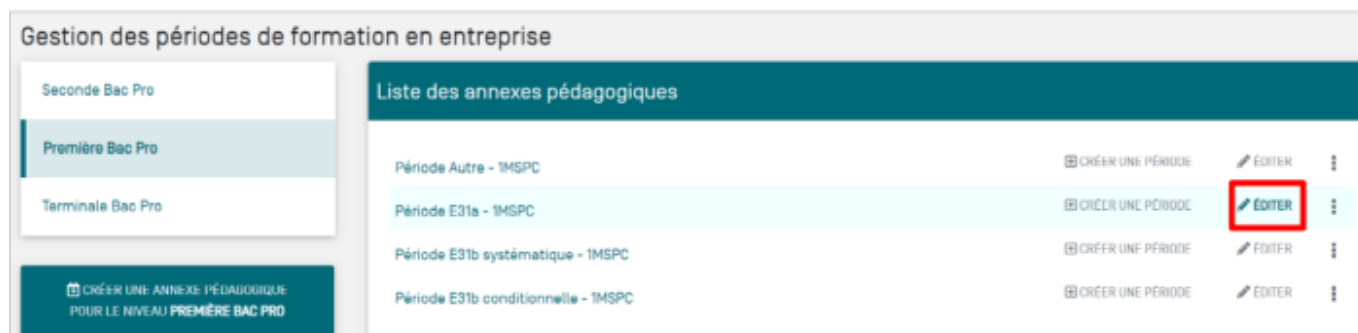 Gestion des périodes de formation en entreprise
Seconde Bac Pro
Première Bac Pro
Terminale Bac Pro
CRÉER UNE ANNEXE PÉDAGOGIQUE
POUR LE NIVEAU PREMIÈRE BAC PRO
Liste des annexes pédagogiques
Période Autre - 1MSPC CRÉER UNE PÉRIODE ÉDITER
Période E31a - 1MSPC CRÉER UNE PÉRIODE ÉDITER
Période E31b systématique - 1MSPC CRÉER UNE PÉRIODE ÉDITER
Période E31b conditionnelle - 1MSPC CRÉER UNE PÉRIODE ÉDITER